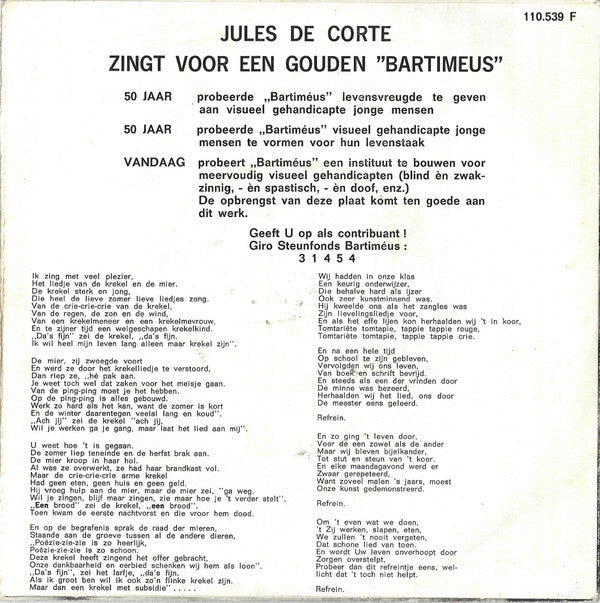 110.539 F
JULES DE CORTE
ZINGT VOOR EEN GOUDEN "BARTIMEUS"
50 JAAR probeerde „Bartiméus" levensvreugde te geven
aan visueel gehandicapte jonge mensen
50 JAAR probeerde „Bartiméus" visueel gehandicapte jonge
mensen te vormen voor hun levenstaak
VANDAAG probeert „Bartiméus" een instituut te bouwen voor
meervoudig visueel gehandicapten (blind èn zwak-
zinnig, - èn spastisch, - èn doof, enz.)
De opbrengst van deze plaat komt ten goede aan
dit werk.
Geeft U op als contribuant!
Giro Steunfonds Bartiméus :
3 1 4 5 4
Ik zing met veel plezier,
Het liedje van de krekel en de mier.
De krekel sterk en jong,
Die heel de lieve zomer lieve liedjes zong.
Van de crie-crie-crie van de krekel,
Van de regen, de zon en de wind,
Van een krekelmeneer en een krekelmevrouw,
En te zijner tijd een welgeschapen krekelkind.
„Da's fijn" zei de krekel, „da's fijn.
Ik wil heel mijn leven lang alleen maar krekel zijn".
De mier, zij zwoegde voort
En werd ze door het krekelliedje te verstoord,
Dan riep ze, „hé pak aan.
Je weet toch wel dat zaken voor het meisje gaan.
Van de ping-ping moet je het hebben.
Op de ping-ping is alles gebouwd.
Werk zo hard als het kan, want de zomer is kort
En de winter daarentegen veelal lang en koud".
„Ach jij" zei de krekel "ach jij,
Wil je werken ga je gang, maar laat het lied aan mij".
U weet hoe 't is gegaan.
De zomer liep teneinde en de herfst brak aan.
De mier kroop in haar hol.
Al was ze overwerkt, ze had haar brandkast vol.
Maar de crie-crie-crie arme krekel
Had geen eten, geen huis en geen geld.
Hij vroeg hulp aan de mier, maar de mier zei, "ga weg.
Wil je zingen, blijf maar zingen, zie maar hoe je 't verder stelt".
„Een brood" zei de krekel, „een brood".
Toen kwam de eerste nachtvorst en die vror hem dood.
En op de begrafenis sprak de raad der mieren,
Staande aan de groeve tussen al de andere dieren,
„Poëzie-zie-zie is zo heerlijk.
Poëzie-zie-zie is zo schoon.
Deze krekel heeft zingend het offer gebracht,
Onze dankbaarheid en eerbied schenken wij hem als loon".
„Da's fijn", zei het larfje, „da's fijn.
Als ik groot ben wil ik ook zo'n flinke krekel zijn.
Maar dan een krekel met subsidie" .....
Wij hadden in onze klas
Een keurig onderwijzer,
Die behalve hard als ijzer
Ook zeer kunstminnend was.
Hij kweelde ons als het zangles was
Zijn lievelingsliedje voor,
En als het effe lijen kon herhaalden wij 't in koor,
Tomtariëte tomtapie, tappie tappie rouge,
Tomtariëte tomtapie, tappie tappie crie.
En na een hele tijd
Op school te zijn gebleven,
Vervolgden wij ons leven,
Van boek en schrift bevrijd.
En steeds als een der vrinden door
De minne was bezeerd,
Herhaalden wij het lied, ons door
De meester eens geleerd.
Refrein.
En zo ging 't leven door,
Voor de een zowel als de ander
Maar wij bleven bijelkander,
Tot stut en steun van 't koor.
En elke maandagavond werd er
Zwaar gerepeteerd,
Want zoveel malen 's jaars, moest
Onze kunst gedemonstreerd.
Refrein.
Om 't even wat we doen,
't Zij werken, slapen, eten,
We zullen 't nooit vergeten,
Dat schone lied van toen.
En wordt Uw leven onverhoopt door
Zorgen overstelpt,
Probeer dan dit refreintje eens, wel-
licht dat 't toch niet helpt.
Refrein.